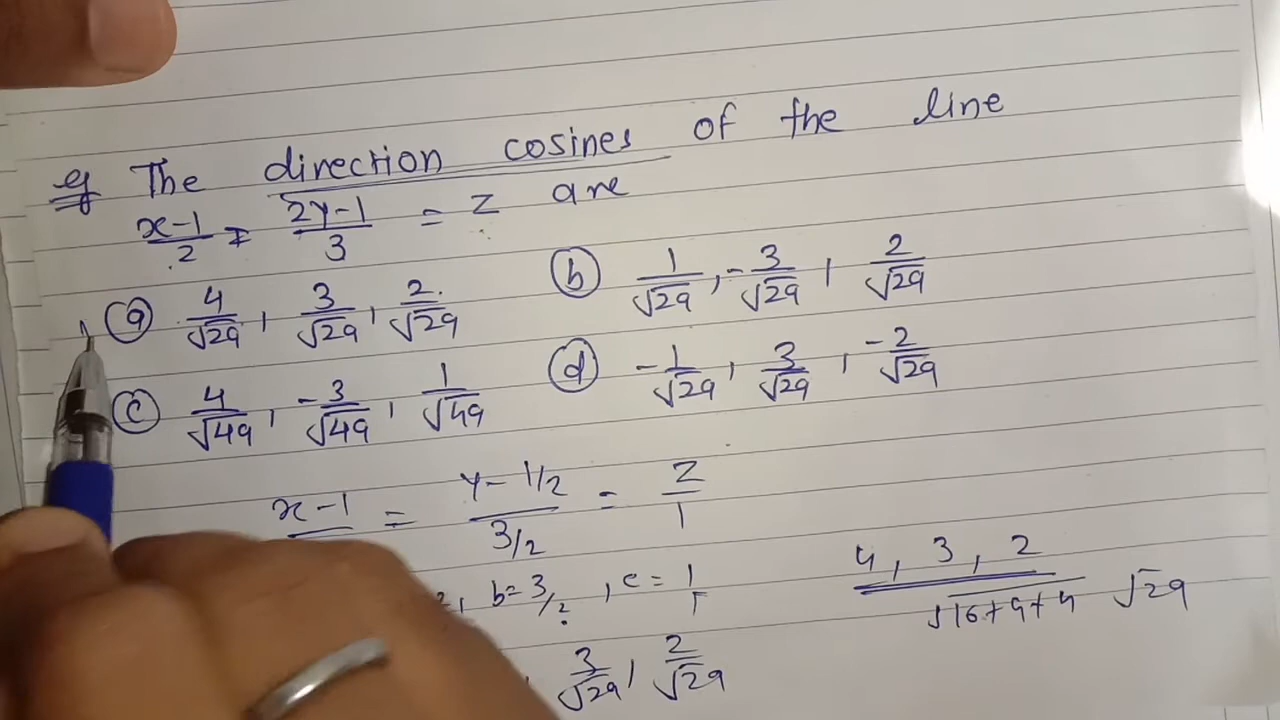 eg The direction cosines of the line
x-1/2 = 2y-1/3 = z are
(a) 4/√29, 3/√29, 2/√29 (b) 1/√29, -3/√29, 2/√29
(c) 4/√49, -3/√49, 1/√49 (d) -1/√29, 3/√29, -2/√29
x-1 = y-1/2 / 3/2 = z/1
4, 3, 2
b=3/2, c=1/1
√16+9+4 √29
3/√29, 2/√29